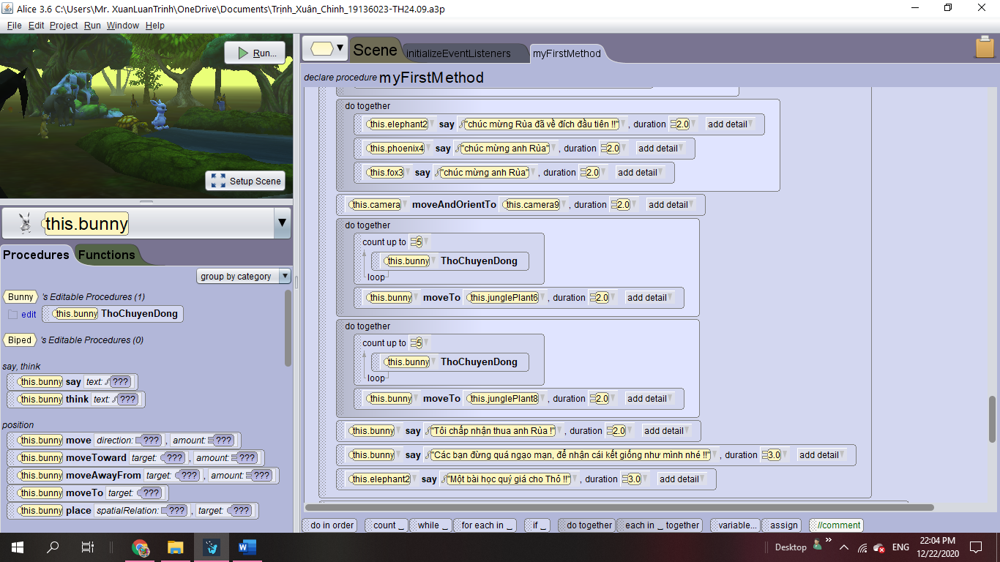 Alice 3.6 C:\Users\Mr. XuanLuanTrinh\OneDrive\Documents\Trịnh_Xuân_Chinh_19136023-TH24.09.a3p
File Edit Project Run Window Help
Run...
Setup Scene
this.bunny
Procedures Functions
group by category
Bunny 's Editable Procedures (1)
edit this.bunny ThoChuyenDong
Biped 's Editable Procedures (0)
say, think
this.bunny say text: ???
this.bunny think text: ???
position
this.bunny move direction: ??? , amount: ???
this.bunny moveToward target: ??? , amount: ???
this.bunny moveAwayFrom target: ??? , amount: ???
this.bunny moveTo target: ???
this.bunny place spatialRelation: ??? , target: ???
Scene initializeEventListeners myFirstMethod
declare procedure myFirstMethod
do together
this.elephant2 say "chúc mừng Rùa đã về đích đầu tiên !!" , duration 2.0 add detail
this.phoenix4 say "chúc mừng anh Rùa" , duration 2.0 add detail
this.fox3 say "chúc mừng anh Rùa" , duration 2.0 add detail
this.camera moveAndOrientTo this.camera9 , duration 2.0 add detail
do together
count up to 5
this.bunny ThoChuyenDong
loop
this.bunny moveTo this.junglePlant6 , duration 2.0 add detail
do together
count up to 5
this.bunny ThoChuyenDong
loop
this.bunny moveTo this.junglePlant8 , duration 2.0 add detail
this.bunny say "Tôi chấp nhận thua anh Rùa !" , duration 2.0 add detail
this.bunny say "Các bạn đừng quá ngạo mạn, để nhận cái kết giống như mình nhé !!" , duration 3.0 add detail
this.elephant2 say "Một bài học quý giá cho Thỏ !!" , duration 3.0 add detail
do in order count _ while _ for each in _ if _ do together each in _ together variable... assign //comment
Desktop ENG 22:04 PM
12/22/2020